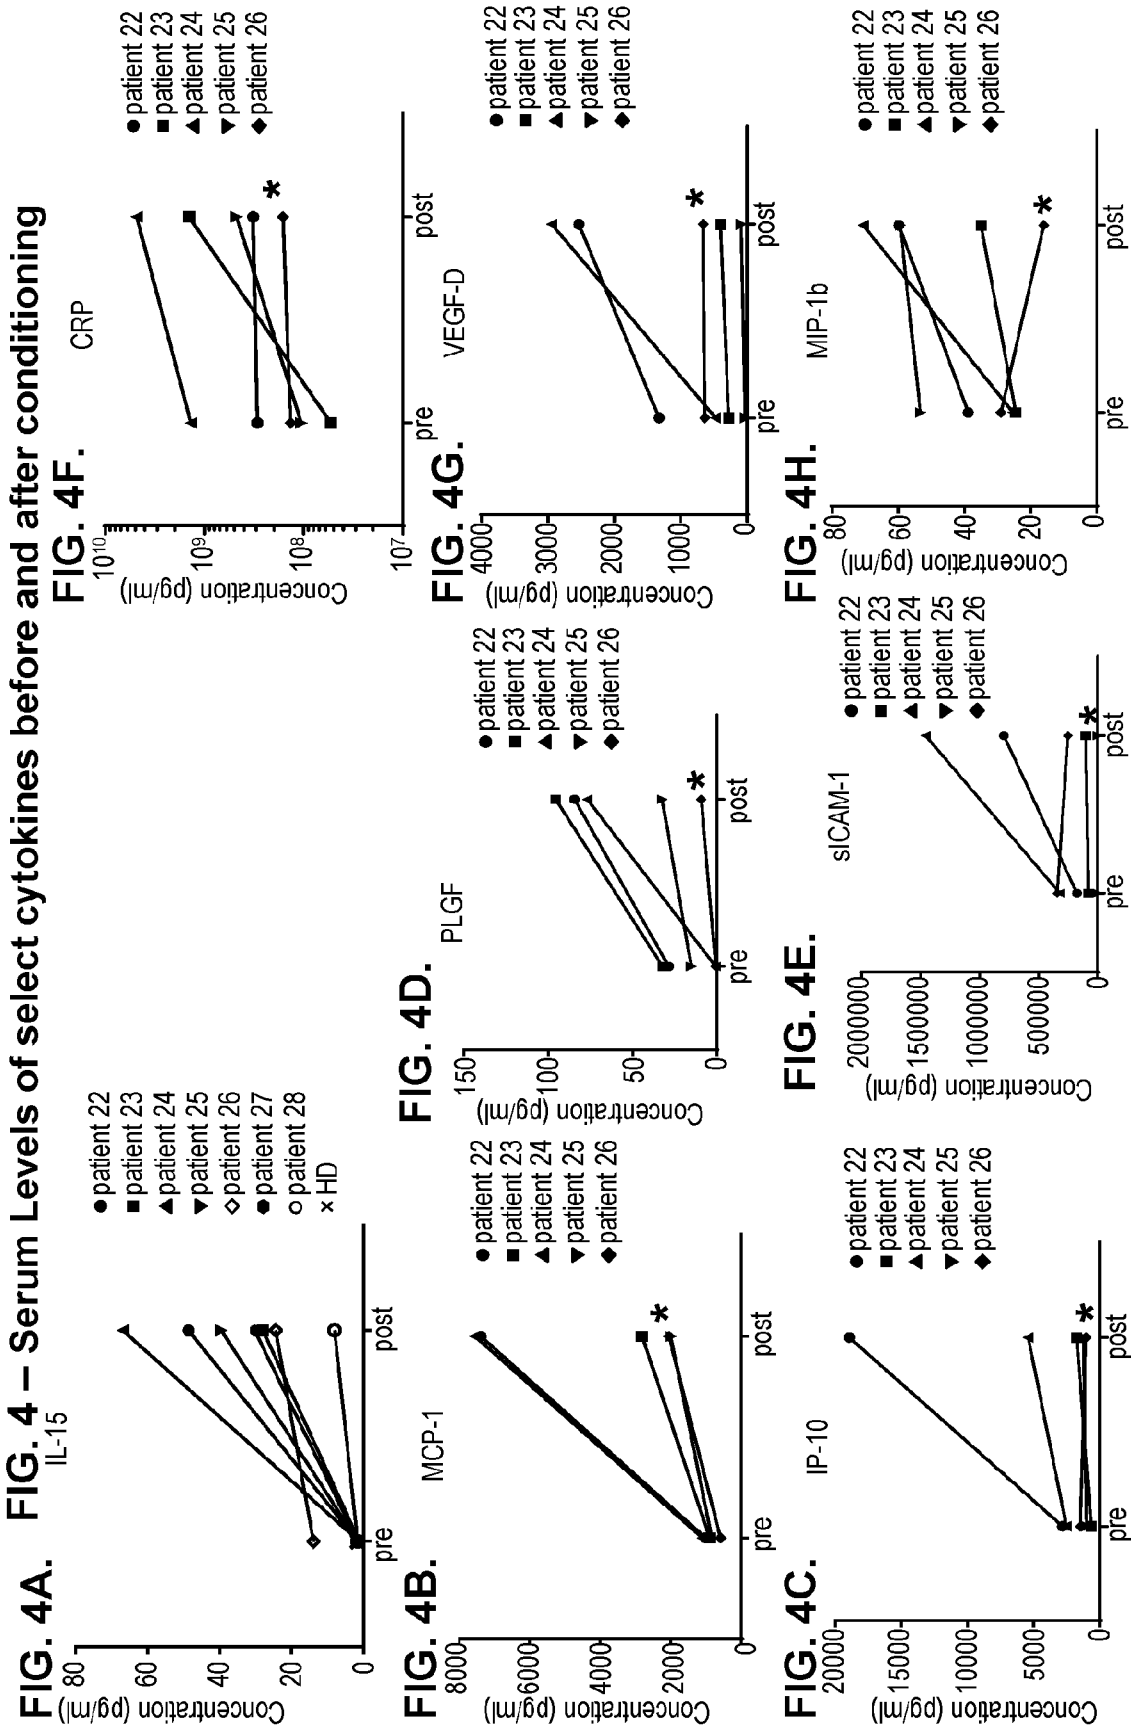 FIG. 4 – Serum Levels of select cytokines before and after conditioning
FIG. 4A.
IL-15
Concentration (pg/ml)
80
60
40
20
0
pre
post
patient 22
patient 23
patient 24
patient 25
patient 26
patient 27
patient 28
HD
FIG. 4B.
MCP-1
Concentration (pg/ml)
8000
6000
4000
2000
0
pre
post
*
patient 22
patient 23
patient 24
patient 25
patient 26
FIG. 4C.
IP-10
Concentration (pg/ml)
20000
15000
10000
5000
0
pre
post
*
patient 22
patient 23
patient 24
patient 25
patient 26
FIG. 4D.
PLGF
Concentration (pg/ml)
150
100
50
0
pre
post
*
patient 22
patient 23
patient 24
patient 25
patient 26
FIG. 4E.
sICAM-1
Concentration (pg/ml)
2000000
1500000
1000000
500000
0
pre
post
*
patient 22
patient 23
patient 24
patient 25
patient 26
FIG. 4F.
CRP
Concentration (pg/ml)
10^10
10^9
10^8
10^7
pre
post
*
patient 22
patient 23
patient 24
patient 25
patient 26
FIG. 4G.
VEGF-D
Concentration (pg/ml)
4000
3000
2000
1000
0
pre
post
*
patient 22
patient 23
patient 24
patient 25
patient 26
FIG. 4H.
MIP-1b
Concentration (pg/ml)
80
60
40
20
0
pre
post
*
patient 22
patient 23
patient 24
patient 25
patient 26